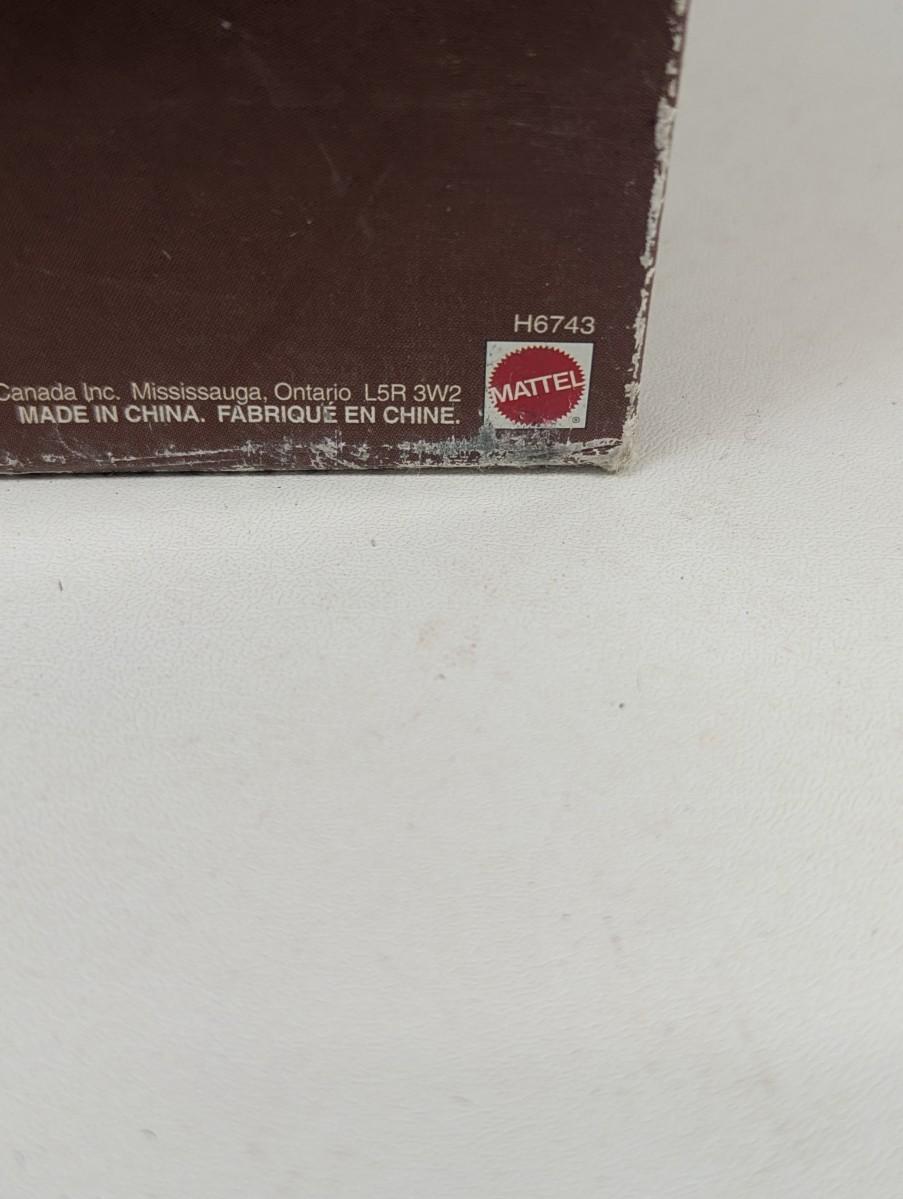 H6743
Canada Inc. Mississauga, Ontario L5R 3W2
MADE IN CHINA. FABRIQUÉ EN CHINE.
MATTEL
®